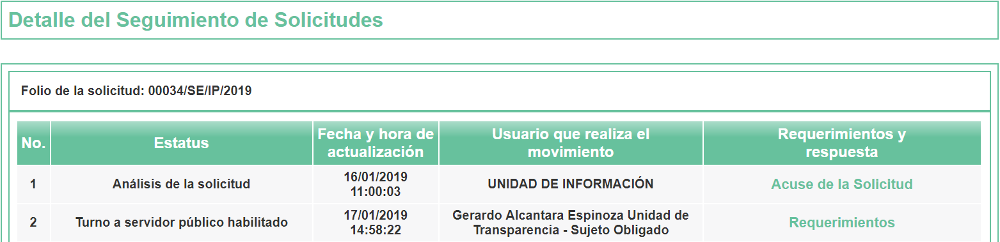 Detalle del Seguimiento de Solicitudes
Folio de la solicitud: 00034/SE/IP/2019
No.
Estatus
Fecha y hora de
actualización
Usuario que realiza el
movimiento
Requerimientos y
respuesta
1
Análisis de la solicitud
16/01/2019
11:00:03
UNIDAD DE INFORMACIÓN
Acuse de la Solicitud
2
Turno a servidor público habilitado
17/01/2019
14:58:22
Gerardo Alcantara Espinoza Unidad de
Transparencia - Sujeto Obligado
Requerimientos